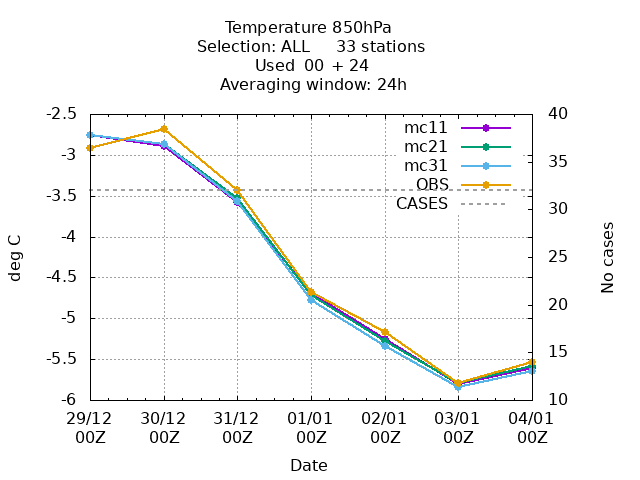 Temperature 850hPa
Selection: ALL 33 stations
Used 00 + 24
Averaging window: 24h
-2.5
-3
-3.5
-4
-4.5
-5
-5.5
-6
40
35
30
25
20
15
10
mc11
mc21
mc31
OBS
CASES
deg C
No cases
29/12 30/12 31/12 01/01 02/01 03/01 04/01
00Z 00Z 00Z 00Z 00Z 00Z 00Z
Date